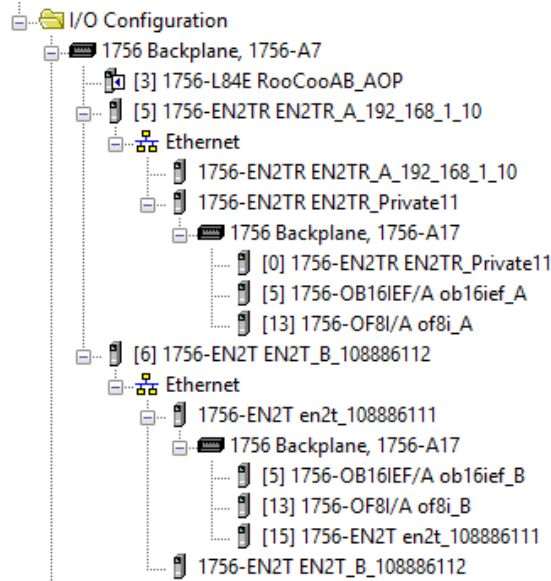 I/O Configuration
1756 Backplane, 1756-A7
[3] 1756-L84E RooCooAB_AOP
[5] 1756-EN2TR EN2TR_A_192_168_1_10
Ethernet
1756-EN2TR EN2TR_A_192_168_1_10
1756-EN2TR EN2TR_Private11
1756 Backplane, 1756-A17
[0] 1756-EN2TR EN2TR_Private11
[5] 1756-OB16IEF/A ob16ief_A
[13] 1756-OF8I/A of8i_A
[6] 1756-EN2T EN2T_B_108886112
Ethernet
1756-EN2T en2t_108886111
1756 Backplane, 1756-A17
[5] 1756-OB16IEF/A ob16ief_B
[13] 1756-OF8I/A of8i_B
[15] 1756-EN2T en2t_108886111
1756-EN2T EN2T_B_108886112